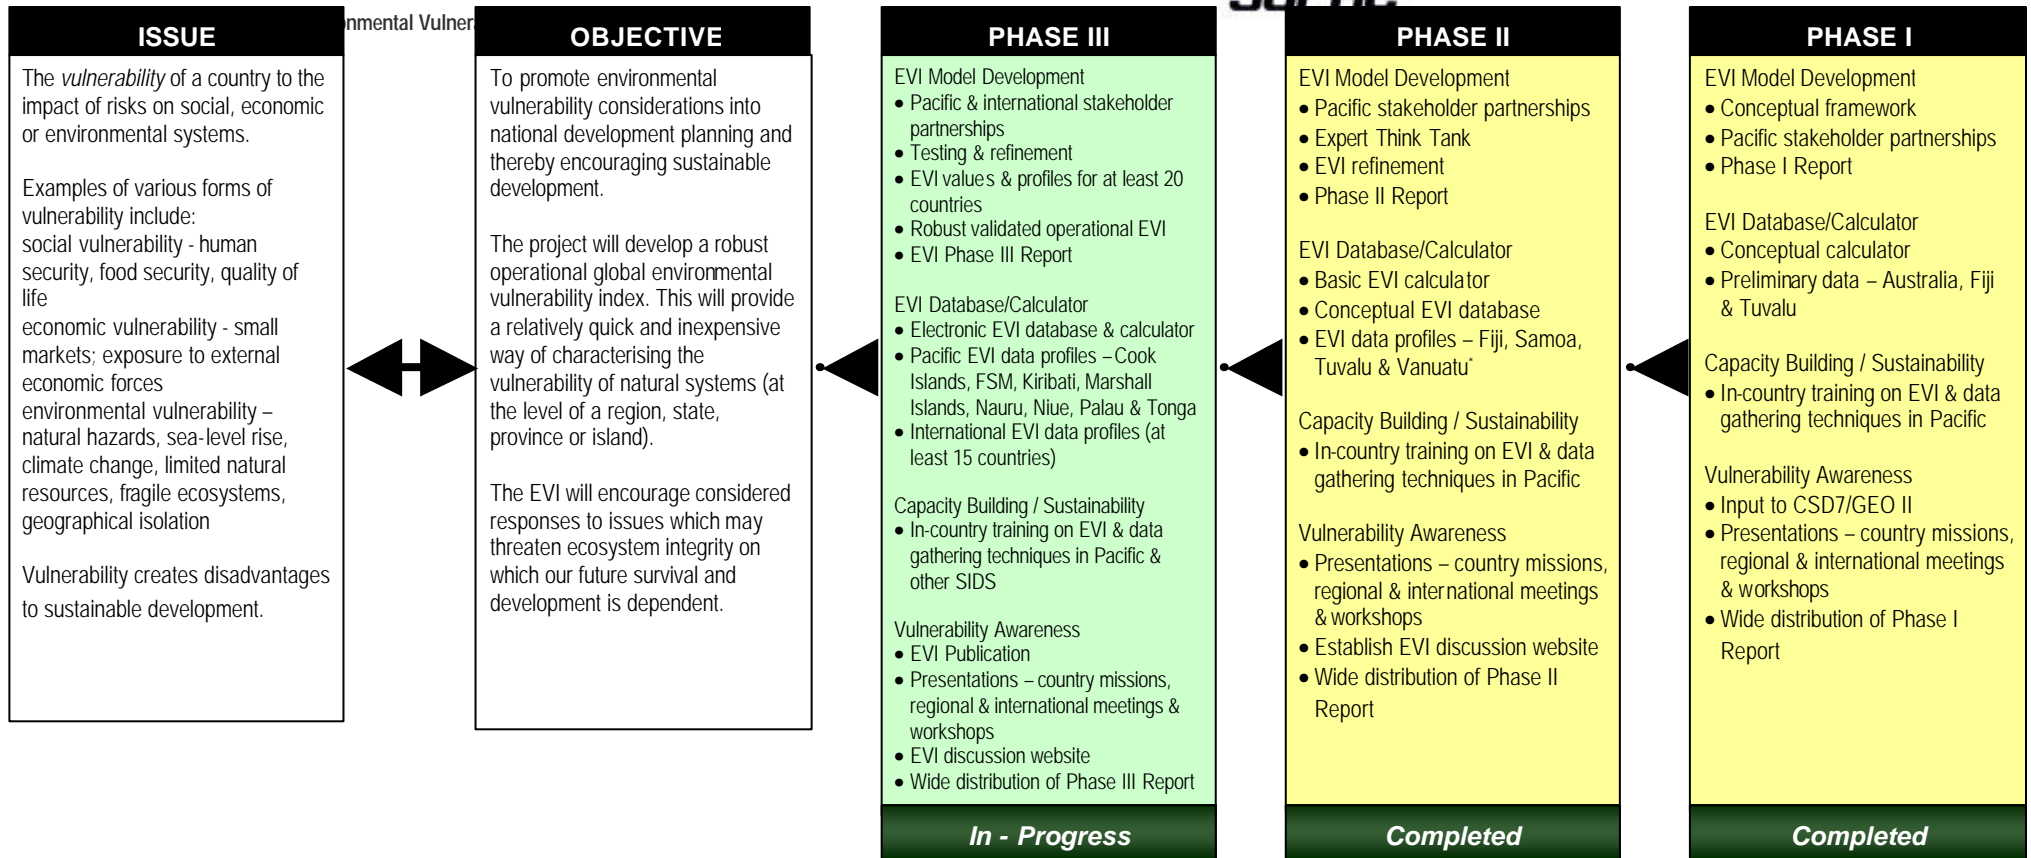 onmental Vulnera
ISSUE
The vulnerability of a country to the
impact of risks on social, economic
or environmental systems.
Examples of various forms of
vulnerability include:
social vulnerability - human
security, food security, quality of
life
economic vulnerability - small
markets; exposure to external
economic forces
environmental vulnerability –
natural hazards, sea-level rise,
climate change, limited natural
resources, fragile ecosystems,
geographical isolation
Vulnerability creates disadvantages
to sustainable development.
OBJECTIVE
To promote environmental
vulnerability considerations into
national development planning and
thereby encouraging sustainable
development.
The project will develop a robust
operational global environmental
vulnerability index. This will provide
a relatively quick and inexpensive
way of characterising the
vulnerability of natural systems (at
the level of a region, state,
province or island).
The EVI will encourage considered
responses to issues which may
threaten ecosystem integrity on
which our future survival and
development is dependent.
PHASE III
EVI Model Development
• Pacific & international stakeholder
partnerships
• Testing & refinement
• EVI values & profiles for at least 20
countries
• Robust validated operational EVI
• EVI Phase III Report
EVI Database/Calculator
• Electronic EVI database & calculator
• Pacific EVI data profiles – Cook
Islands, FSM, Kiribati, Marshall
Islands, Nauru, Niue, Palau & Tonga
• International EVI data profiles (at
least 15 countries)
Capacity Building / Sustainability
• In-country training on EVI & data
gathering techniques in Pacific &
other SIDS
Vulnerability Awareness
• EVI Publication
• Presentations – country missions,
regional & international meetings &
workshops
• EVI discussion website
• Wide distribution of Phase III Report
In - Progress
PHASE II
EVI Model Development
• Pacific stakeholder partnerships
• Expert Think Tank
• EVI refinement
• Phase II Report
EVI Database/Calculator
• Basic EVI calculator
• Conceptual EVI database
• EVI data profiles – Fiji, Samoa,
Tuvalu & Vanuatu*
Capacity Building / Sustainability
• In-country training on EVI & data
gathering techniques in Pacific
Vulnerability Awareness
• Presentations – country missions,
regional & international meetings
& workshops
• Establish EVI discussion website
• Wide distribution of Phase II
Report
Completed
PHASE I
EVI Model Development
• Conceptual framework
• Pacific stakeholder partnerships
• Phase I Report
EVI Database/Calculator
• Conceptual calculator
• Preliminary data – Australia, Fiji
& Tuvalu
Capacity Building / Sustainability
• In-country training on EVI & data
gathering techniques in Pacific
Vulnerability Awareness
• Input to CSD7/GEO II
• Presentations – country missions,
regional & international meetings
& workshops
• Wide distribution of Phase I
Report
Completed